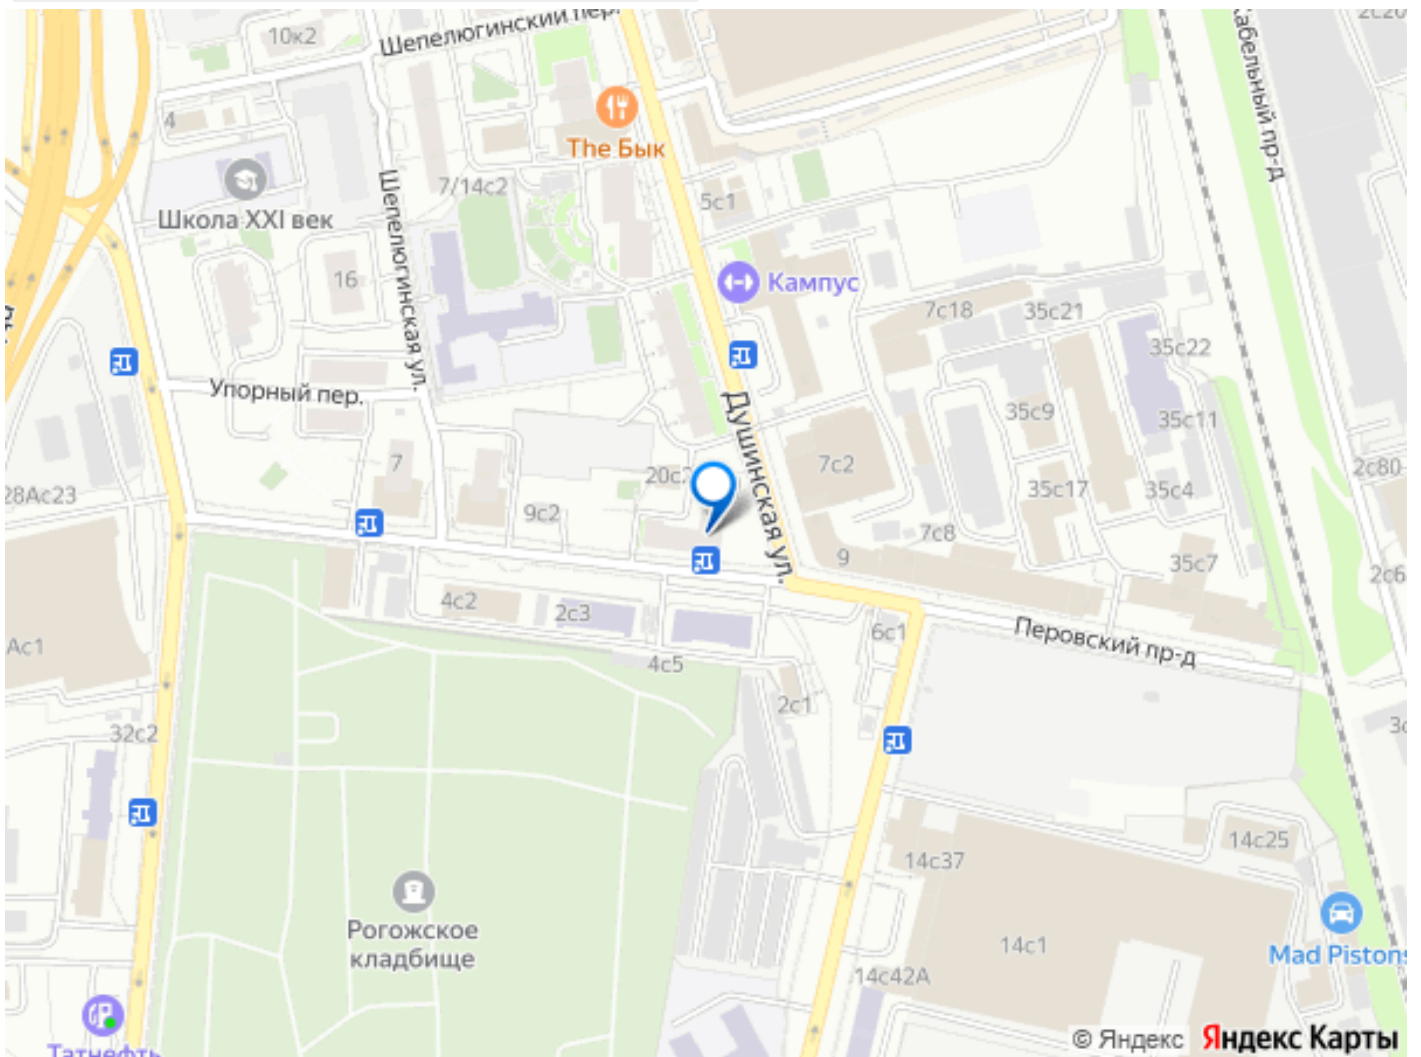 10к2
Шепелюгинский пер.
2с20
Кабельный пр-д
4
The Бык
Школа XXI век
7/14с2
Шепелюгинская ул.
5с1
16
Кампус
7с18
35с21
35с22
Упорный пер.
Душинская ул.
35с9
35с11
7
20с2
7с2
2с80
28Ас23
35с17
35с4
9с2
7с8
9
35с7
4с2
2с3
6с1
Перовский пр-д
Ас1
4с5
2с1
32с2
14с25
14с37
Рогожское
кладбище
14с1
Mad Pistons
14с42А
Татнефть
© Яндекс Яндекс Карты